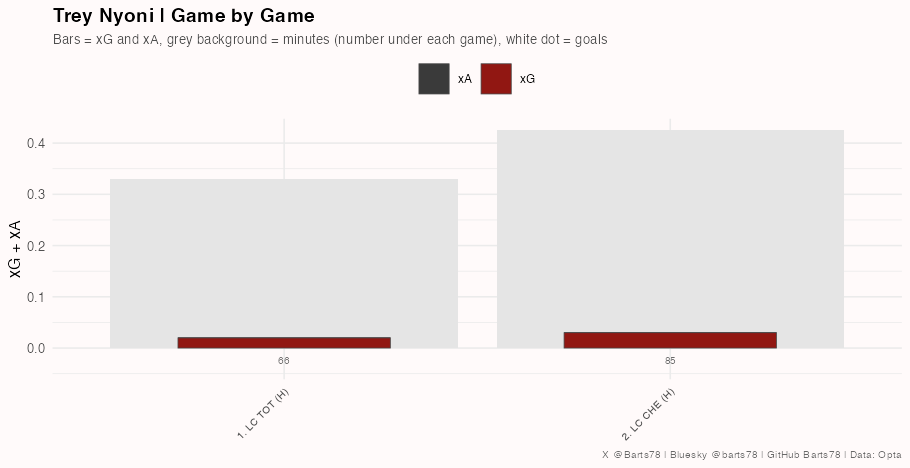 Trey Nyoni | Game by Game
Bars = xG and xA, grey background = minutes (number under each game), white dot = goals
xA xG
xG + xA
0.4
0.3
0.2
0.1
0.0
66 85
1. LC TOT (H) 2. LC CHE (H)
X @Barts78 | Bluesky @barts78 | GitHub Barts78 | Data: Opta